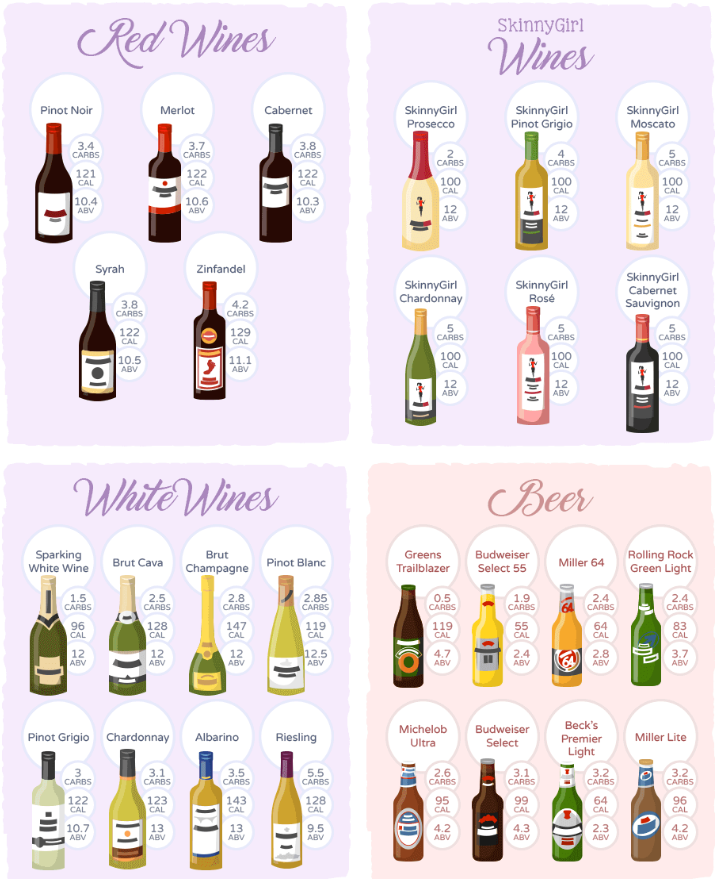 Red Wines
Pinot Noir
3.4
CARBS
121
CAL
10.4
ABV
Merlot
3.7
CARBS
122
CAL
10.6
ABV
Cabernet
3.8
CARBS
122
CAL
10.3
ABV
Syrah
3.8
CARBS
122
CAL
10.5
ABV
Zinfandel
4.2
CARBS
129
CAL
11.1
ABV
SkinnyGirl
Wines
SkinnyGirl
Prosecco
2
CARBS
100
CAL
12
ABV
SkinnyGirl
Pinot Grigio
4
CARBS
100
CAL
12
ABV
SkinnyGirl
Moscato
5
CARBS
100
CAL
12
ABV
SkinnyGirl
Chardonnay
5
CARBS
100
CAL
12
ABV
SkinnyGirl
Rosé
5
CARBS
100
CAL
12
ABV
SkinnyGirl
Cabernet
Sauvignon
5
CARBS
100
CAL
12
ABV
White Wines
Sparking
White Wine
1.5
CARBS
96
CAL
12
ABV
Brut Cava
2.5
CARBS
128
CAL
12
ABV
Brut
Champagne
2.8
CARBS
147
CAL
12
ABV
Pinot Blanc
2.85
CARBS
119
CAL
12.5
ABV
Pinot Grigio
3
CARBS
122
CAL
10.7
ABV
Chardonnay
3.1
CARBS
123
CAL
13
ABV
Albarino
3.5
CARBS
143
CAL
13
ABV
Riesling
5.5
CARBS
128
CAL
9.5
ABV
Beer
Greens
Trailblazer
0.5
CARBS
119
CAL
4.7
ABV
Budweiser
Select 55
1.9
CARBS
55
CAL
2.4
ABV
Miller 64
64
64
2.4
CARBS
64
CAL
2.8
ABV
Rolling Rock
Green Light
2.4
CARBS
83
CAL
3.7
ABV
Michelob
Ultra
2.6
CARBS
95
CAL
4.2
ABV
Budweiser
Select
3.1
CARBS
99
CAL
4.3
ABV
Beck's
Premier
Light
3.2
CARBS
64
CAL
2.3
ABV
Miller Lite
3.2
CARBS
96
CAL
4.2
ABV